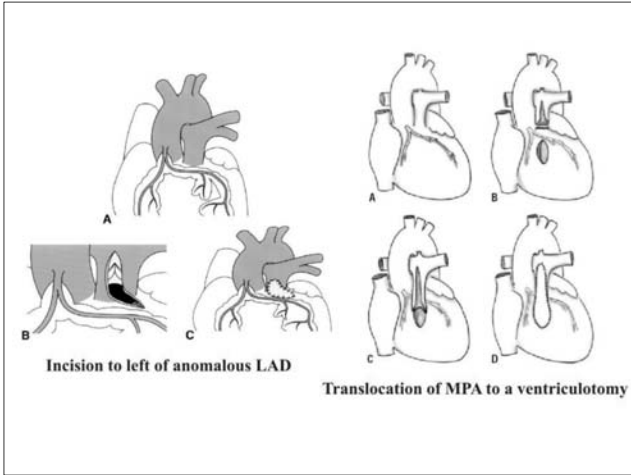 A
B
C
Incision to left of anomalous LAD
A
B
C
D
Translocation of MPA to a ventriculotomy